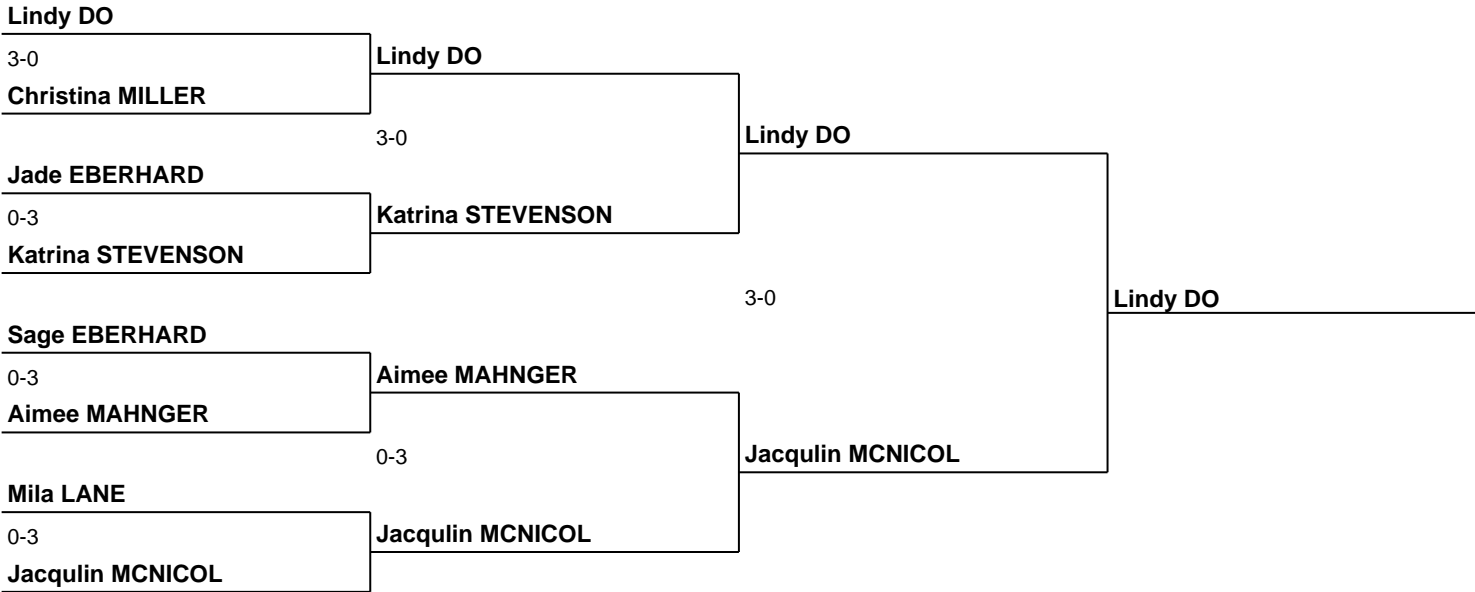 Lindy DO
3-0
Lindy DO
Christina MILLER
3-0
Lindy DO
Jade EBERHARD
0-3
Katrina STEVENSON
Katrina STEVENSON
3-0
Lindy DO
Sage EBERHARD
0-3
Aimee MAHNGER
Aimee MAHNGER
0-3
Jacqulin MCNICOL
Mila LANE
0-3
Jacqulin MCNICOL
Jacqulin MCNICOL